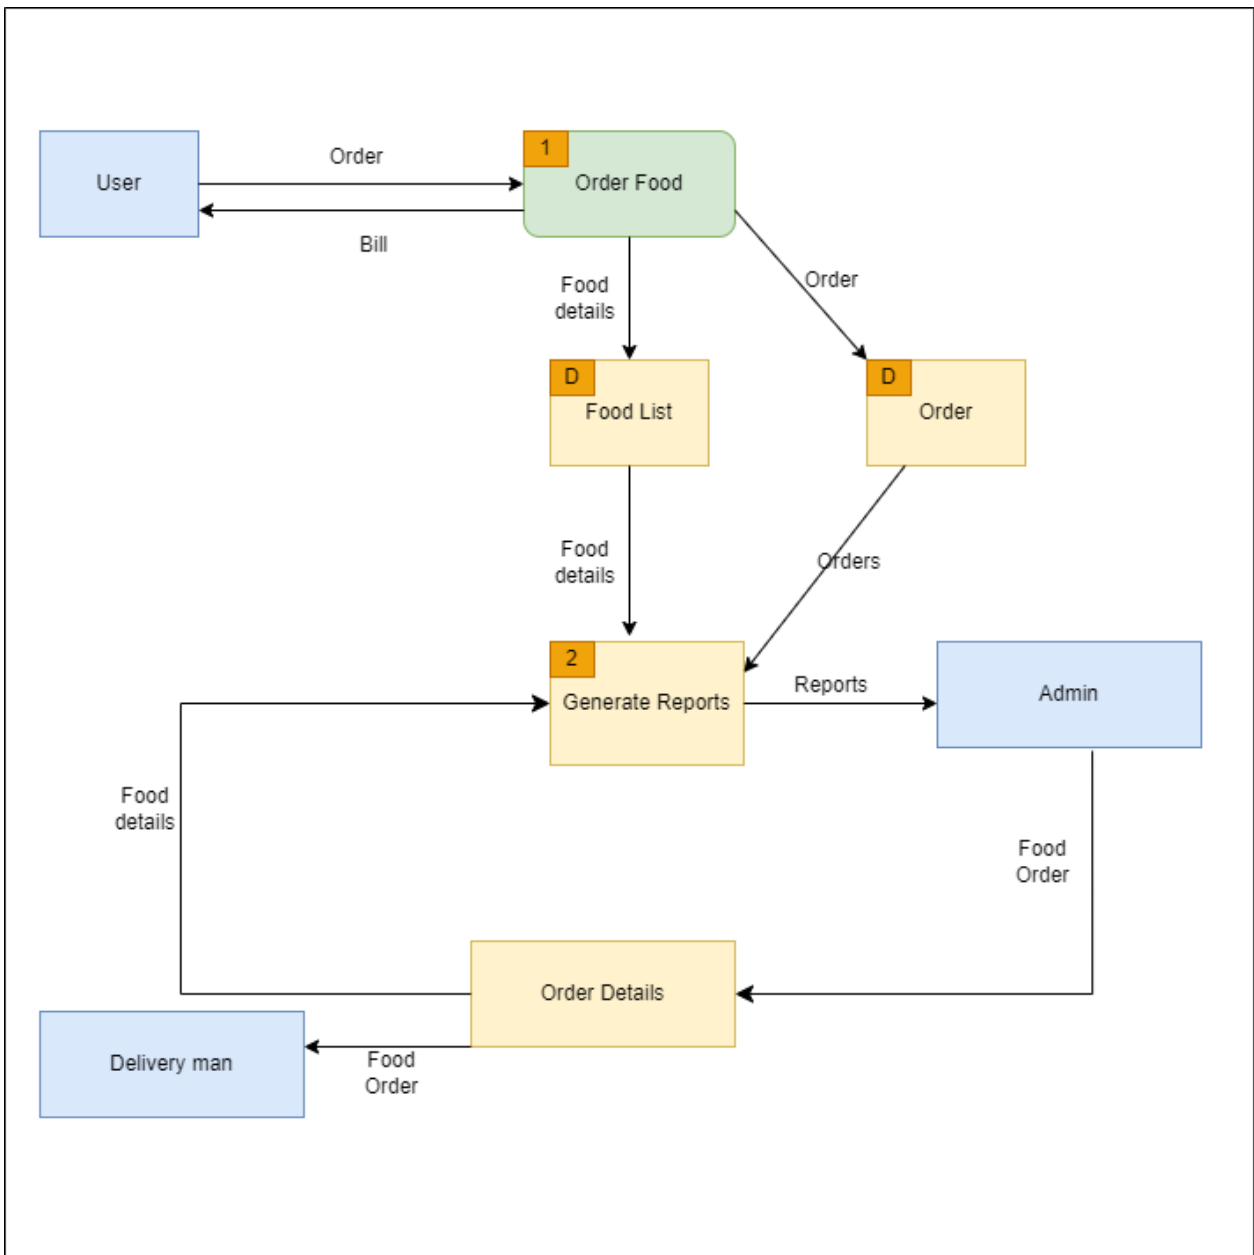 Order
1
User
Order Food
Bill
Food
details
Order
D
Food List
D
Order
Food
details
Orders
2
Generate Reports
Reports
Admin
Food
details
Food
Order
Order Details
Delivery man
Food
Order